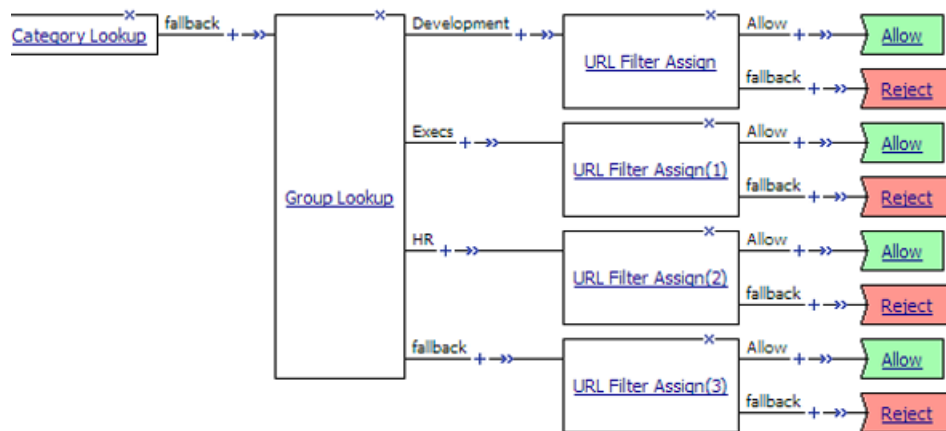 Category Lookup
fallback
Group Lookup
Development
URL Filter Assign
Allow
Allow
fallback
Reject
Execs
URL Filter Assign(1)
Allow
Allow
fallback
Reject
HR
URL Filter Assign(2)
Allow
Allow
fallback
Reject
fallback
URL Filter Assign(3)
Allow
Allow
fallback
Reject